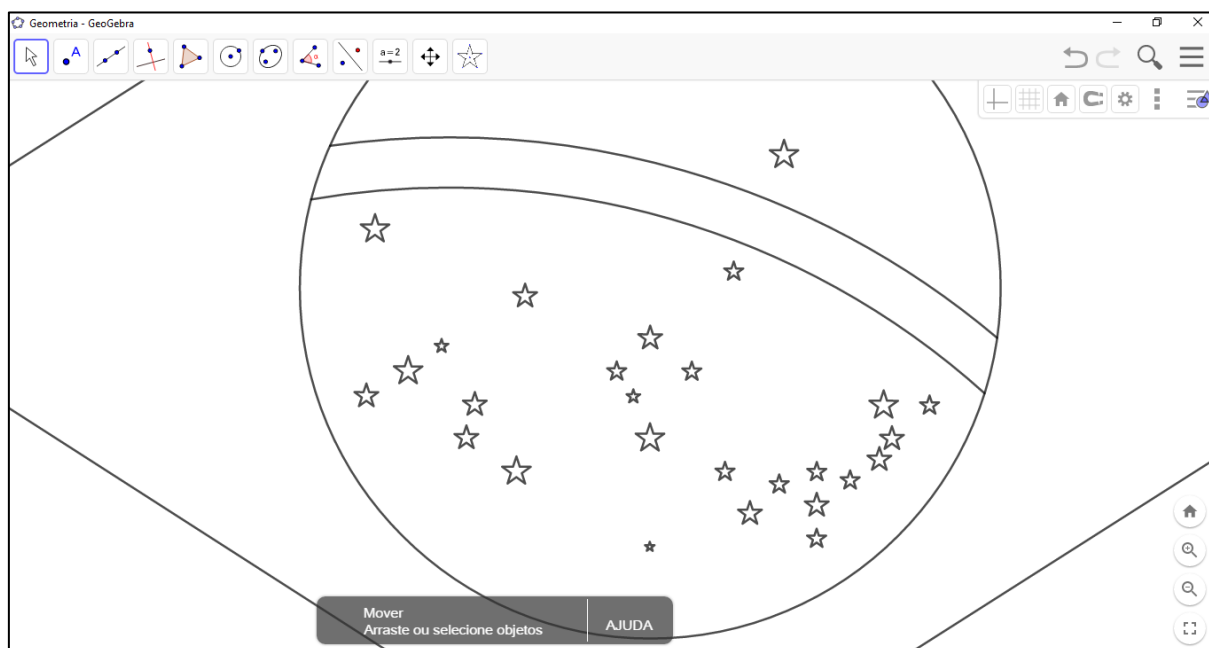 Geometria - GeoGebra
A
α
a=2
Mover
Arraste ou selecione objetos
AJUDA